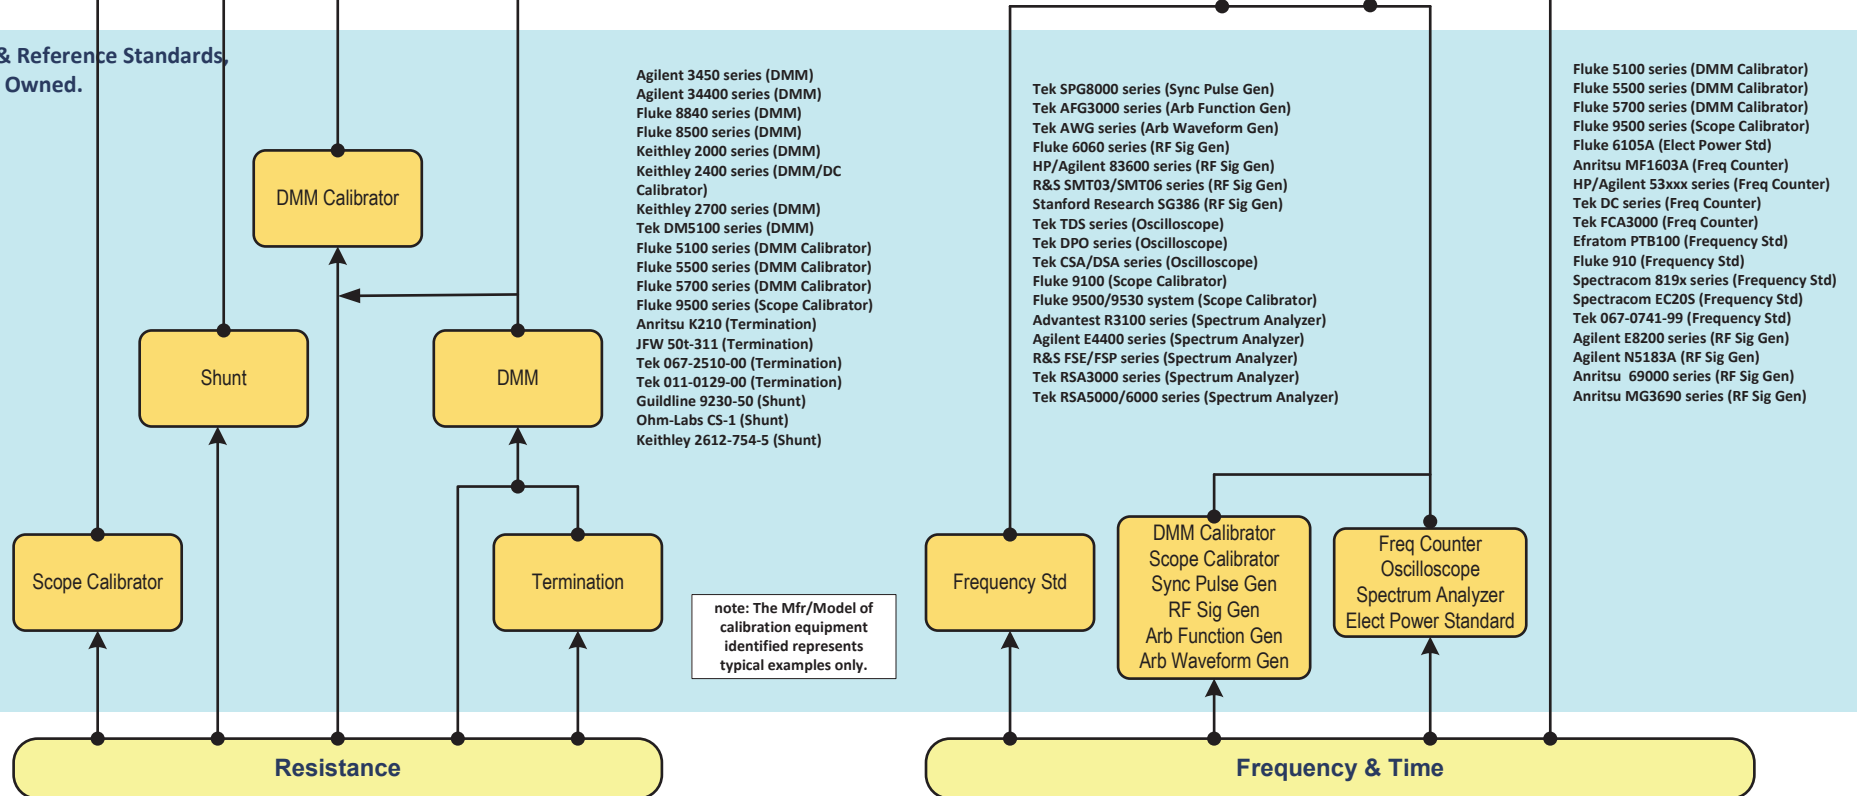 & Reference Standards,
Owned.
DMM Calibrator
Shunt
DMM
Scope Calibrator
Termination
Agilent 3450 series (DMM)
Agilent 34400 series (DMM)
Fluke 8840 series (DMM)
Fluke 8500 series (DMM)
Keithley 2000 series (DMM)
Keithley 2400 series (DMM/DC
Calibrator)
Keithley 2700 series (DMM)
Tek DM5100 series (DMM)
Fluke 5100 series (DMM Calibrator)
Fluke 5500 series (DMM Calibrator)
Fluke 5700 series (DMM Calibrator)
Fluke 9500 series (Scope Calibrator)
Anritsu K210 (Termination)
JFW 50t-311 (Termination)
Tek 067-2510-00 (Termination)
Tek 011-0129-00 (Termination)
Guildline 9230-50 (Shunt)
Ohm-Labs CS-1 (Shunt)
Keithley 2612-754-5 (Shunt)
note: The Mfr/Model of
calibration equipment
identified represents
typical examples only.
Resistance
Tek SPG8000 series (Sync Pulse Gen)
Tek AFG3000 series (Arb Function Gen)
Tek AWG series (Arb Waveform Gen)
Fluke 6060 series (RF Sig Gen)
HP/Agilent 83600 series (RF Sig Gen)
R&S SMT03/SMT06 series (RF Sig Gen)
Stanford Research SG386 (RF Sig Gen)
Tek TDS series (Oscilloscope)
Tek DPO series (Oscilloscope)
Tek CSA/DSA series (Oscilloscope)
Fluke 9100 (Scope Calibrator)
Fluke 9500/9530 system (Scope Calibrator)
Advantest R3100 series (Spectrum Analyzer)
Agilent E4400 series (Spectrum Analyzer)
R&S FSE/FSP series (Spectrum Analyzer)
Tek RSA3000 series (Spectrum Analyzer)
Tek RSA5000/6000 series (Spectrum Analyzer)
Fluke 5100 series (DMM Calibrator)
Fluke 5500 series (DMM Calibrator)
Fluke 5700 series (DMM Calibrator)
Fluke 9500 series (Scope Calibrator)
Fluke 6105A (Elect Power Std)
Anritsu MF1603A (Freq Counter)
HP/Agilent 53xxx series (Freq Counter)
Tek DC series (Freq Counter)
Tek FCA3000 (Freq Counter)
Efratom PTB100 (Frequency Std)
Fluke 910 (Frequency Std)
Spectracom 819x series (Frequency Std)
Spectracom EC20S (Frequency Std)
Tek 067-0741-99 (Frequency Std)
Agilent E8200 series (RF Sig Gen)
Agilent N5183A (RF Sig Gen)
Anritsu 69000 series (RF Sig Gen)
Anritsu MG3690 series (RF Sig Gen)
Frequency Std
DMM Calibrator
Scope Calibrator
Sync Pulse Gen
RF Sig Gen
Arb Function Gen
Arb Waveform Gen
Freq Counter
Oscilloscope
Spectrum Analyzer
Elect Power Standard
Frequency & Time